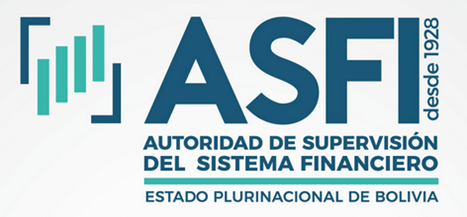 ASFI
desde 1928
AUTORIDAD DE SUPERVISIÓN
DEL SISTEMA FINANCIERO
ESTADO PLURINACIONAL DE BOLIVIA